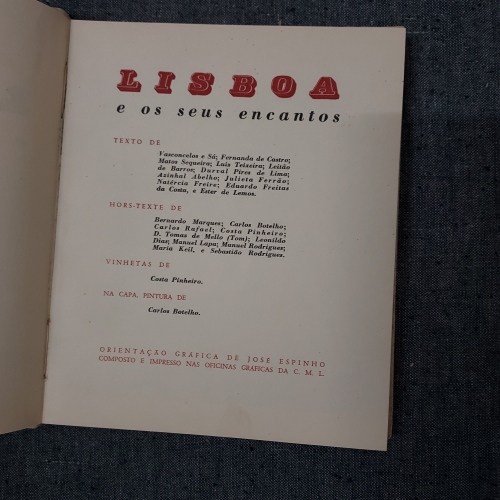 LISBOA
e os seus encantos
TEXTO DE
Vasconcelos e Sá; Fernanda de Castro;
Matos Sequeira; Luis Teixeira; Leitão
de Barros; Durval Pires de Lima;
Azinhal Abelho; Julieta Ferrão;
Natércia Freire; Eduardo Freitas
da Costa, e Ester de Lemos.
HORS-TEXTE DE
Bernardo Marques; Carlos Botelho;
Carlos Rafael; Costa Pinheiro;
D. Tomas de Mello (Tom); Leonildo
Dias; Manuel Lapa; Manuel Rodrigues;
Maria Keil, e Sebastião Rodrigues.
VINHETAS DE
Costa Pinheiro.
NA CAPA, PINTURA DE
Carlos Botelho.
ORIENTAÇÃO GRÁFICA DE JOSÉ ESPINHO
COMPOSTO E IMPRESSO NAS OFICINAS GRÁFICAS DA C. M. L.